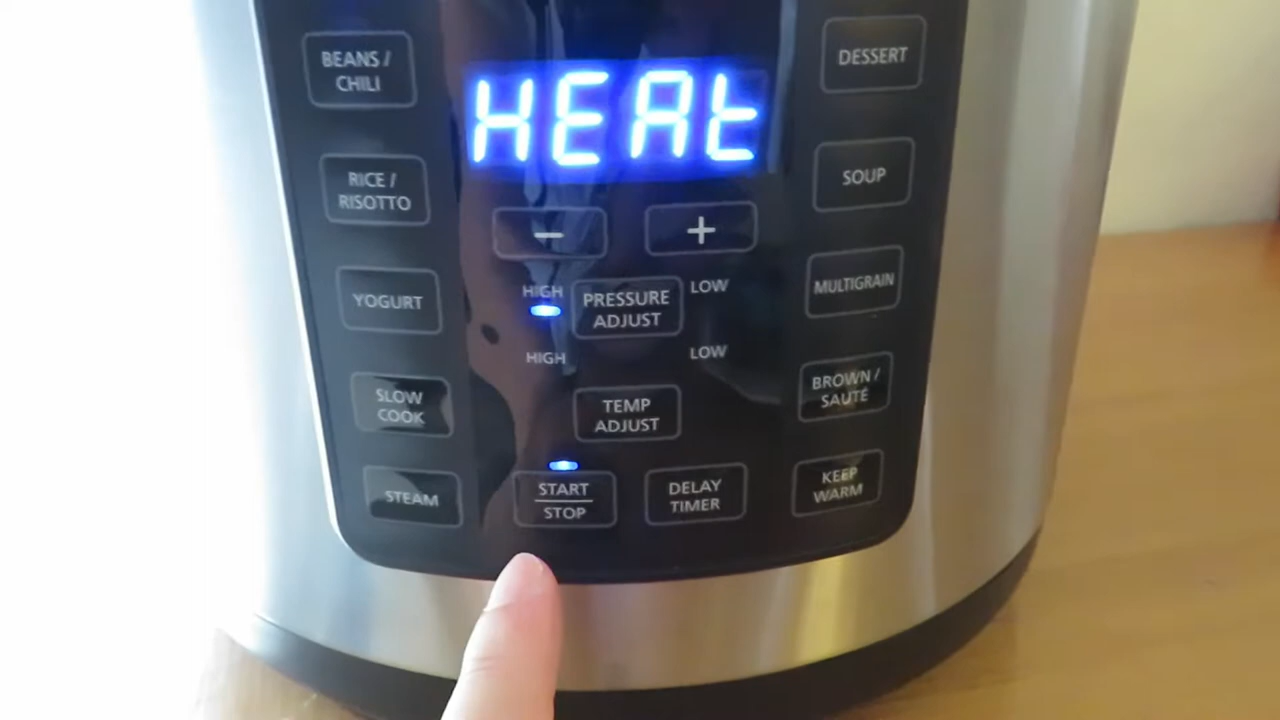 BEANS /
CHILI
HEAt
DESSERT
RICE /
RISOTTO
−
+
SOUP
YOGURT
HIGH
PRESSURE
ADJUST
LOW
MULTIGRAIN
HIGH
LOW
SLOW
COOK
TEMP
ADJUST
BROWN /
SAUTÉ
STEAM
START
STOP
DELAY
TIMER
KEEP
WARM